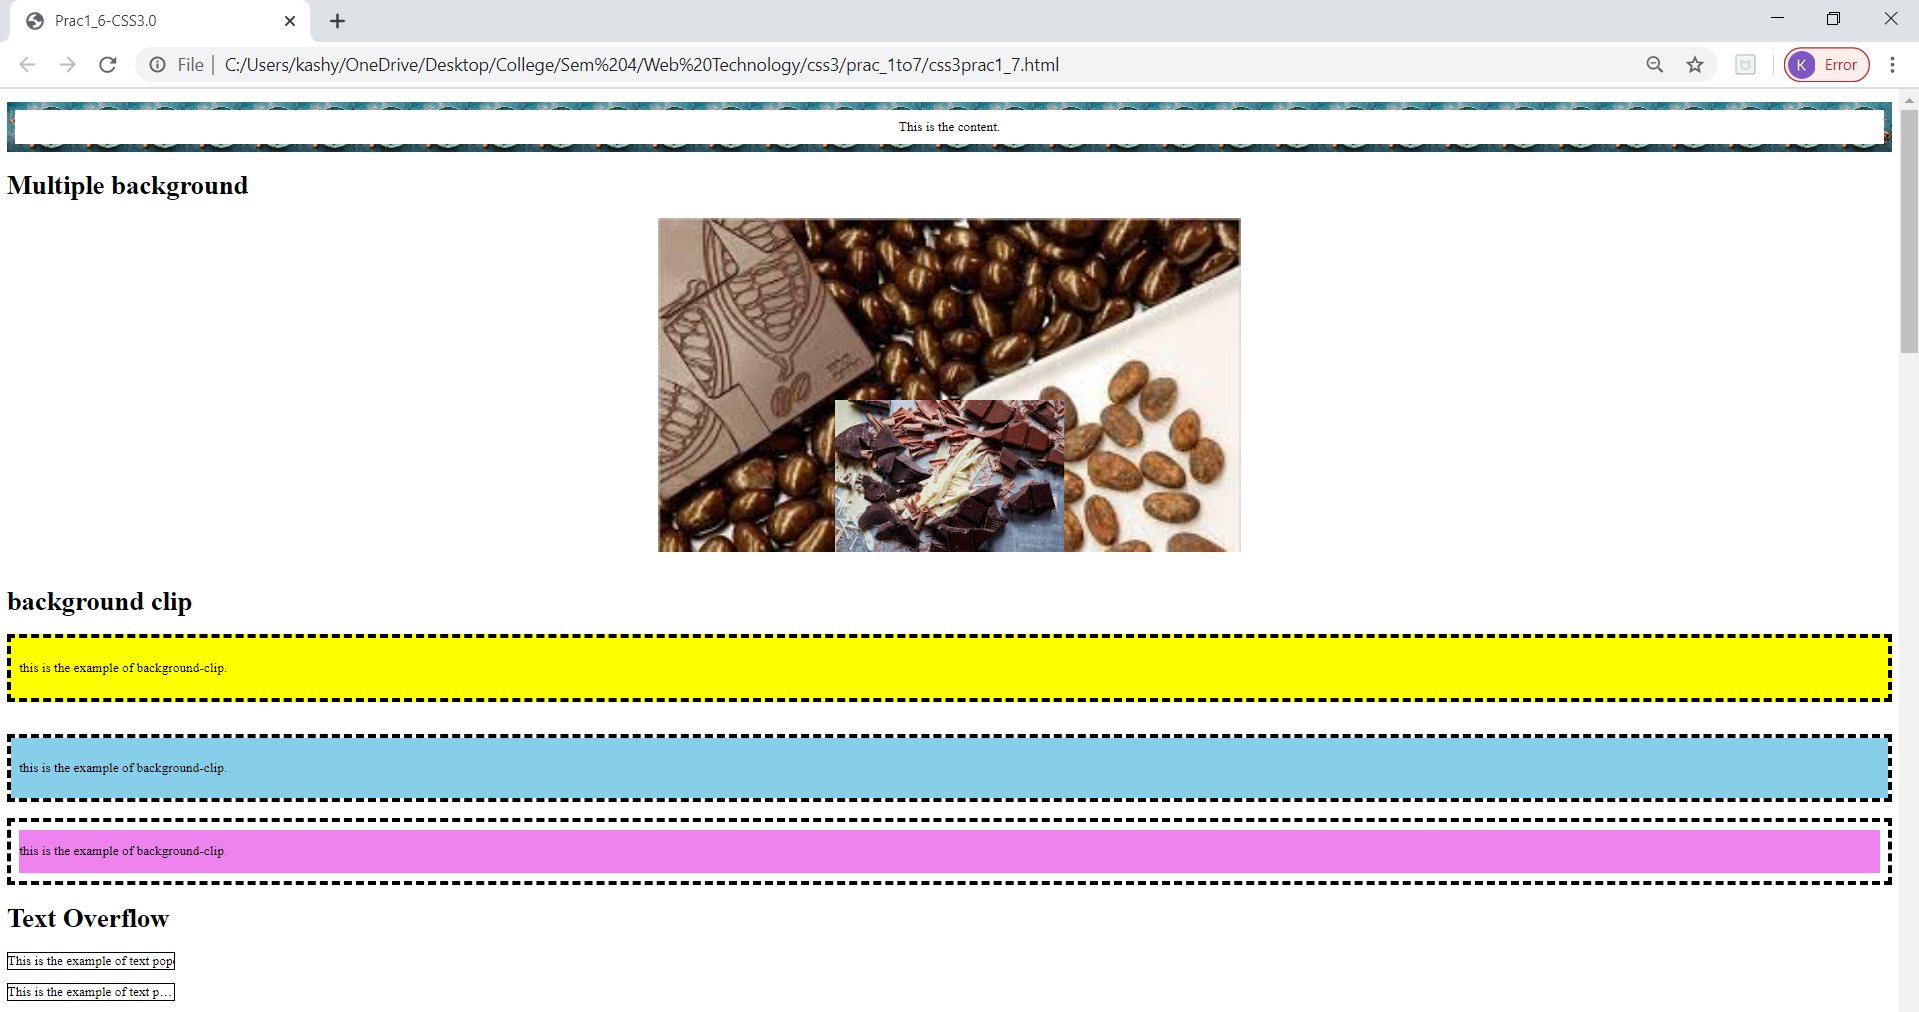 Prac1_6-CSS3.0
File | C:/Users/kashy/OneDrive/Desktop/College/Sem%204/Web%20Technology/css3/prac_1to7/css3prac1_7.html
K Error
This is the content.
Multiple background
background clip
this is the example of background-clip.
this is the example of background-clip.
this is the example of background-clip.
Text Overflow
This is the example of text pop
This is the example of text p…